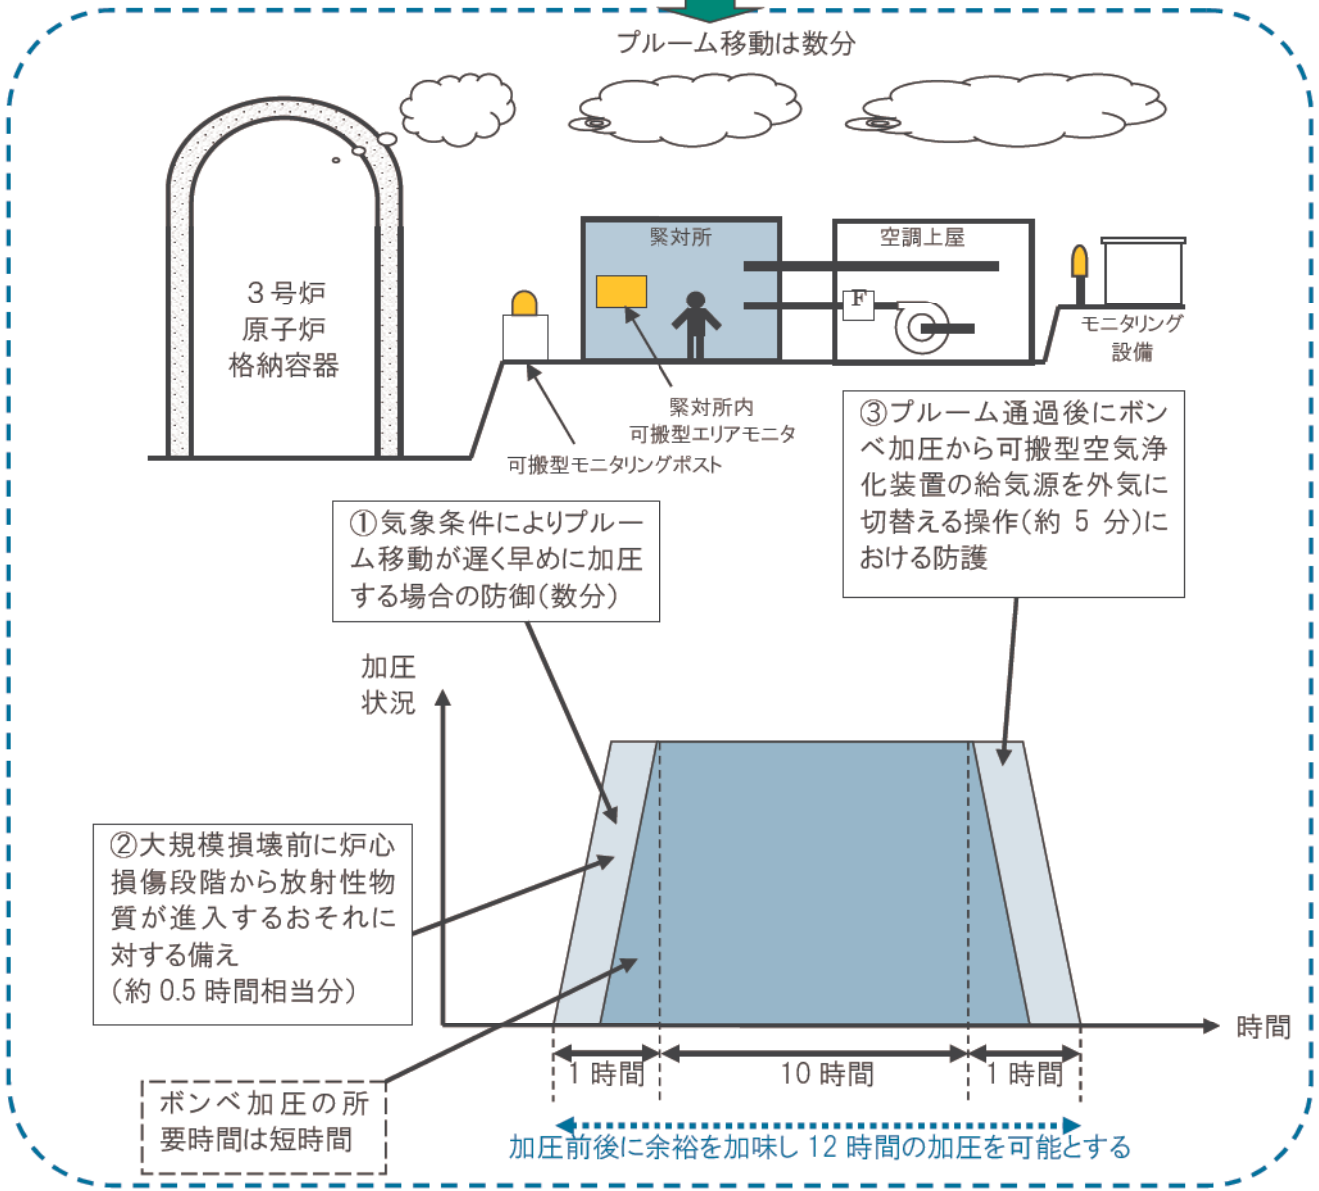 プルーム移動は数分
3号炉
原子炉
格納容器
緊対所
空調上屋
F
モニタリング
設備
緊対所内
可搬型エリアモニタ
可搬型モニタリングポスト
①気象条件によりプルー
ム移動が遅く早めに加圧
する場合の防御(数分)
③プルーム通過後にボン
ベ加圧から可搬型空気浄
化装置の給気源を外気に
切替える操作(約 5 分)に
おける防護
加圧
状況
②大規模損壊前に炉心
損傷段階から放射性物
質が進入するおそれに
対する備え
(約 0.5 時間相当分)
時間
1 時間
10 時間
1 時間
ボンベ加圧の所
要時間は短時間
加圧前後に余裕を加味し 12 時間の加圧を可能とする